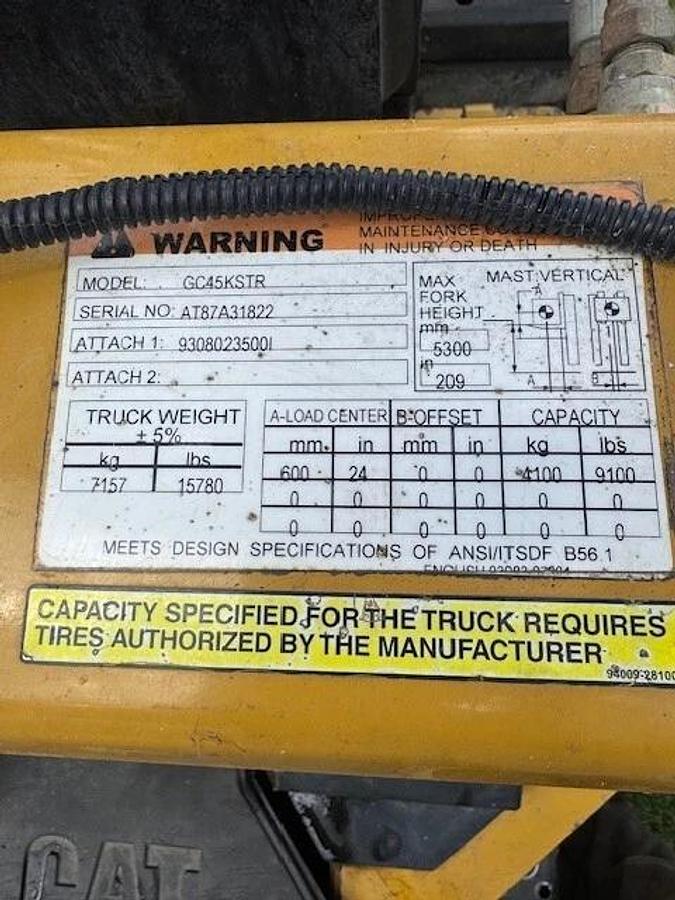 IMPROPER
WARNING MAINTENANCE
IN INJURY OR DEATH
MODEL: GC45KSTR
SERIAL NO: AT87A31822
ATTACH 1: 9308023500I
ATTACH 2:
MAX
FORK
HEIGHT
mm
5300
in
209
MAST VERTICAL
A
A
B
TRUCK WEIGHT
± 5%
kg lbs
7157 15780
A-LOAD CENTER B-OFFSET CAPACITY
mm in mm in kg lbs
600 24 0 0 4100 9100
0 0 0 0 0 0
0 0 0 0 0 0
MEETS DESIGN SPECIFICATIONS OF ANSI/ITSDF B56.1
ENGLISH
CAPACITY SPECIFIED FOR THE TRUCK REQUIRES
TIRES AUTHORIZED BY THE MANUFACTURER
94009-28100
CAT